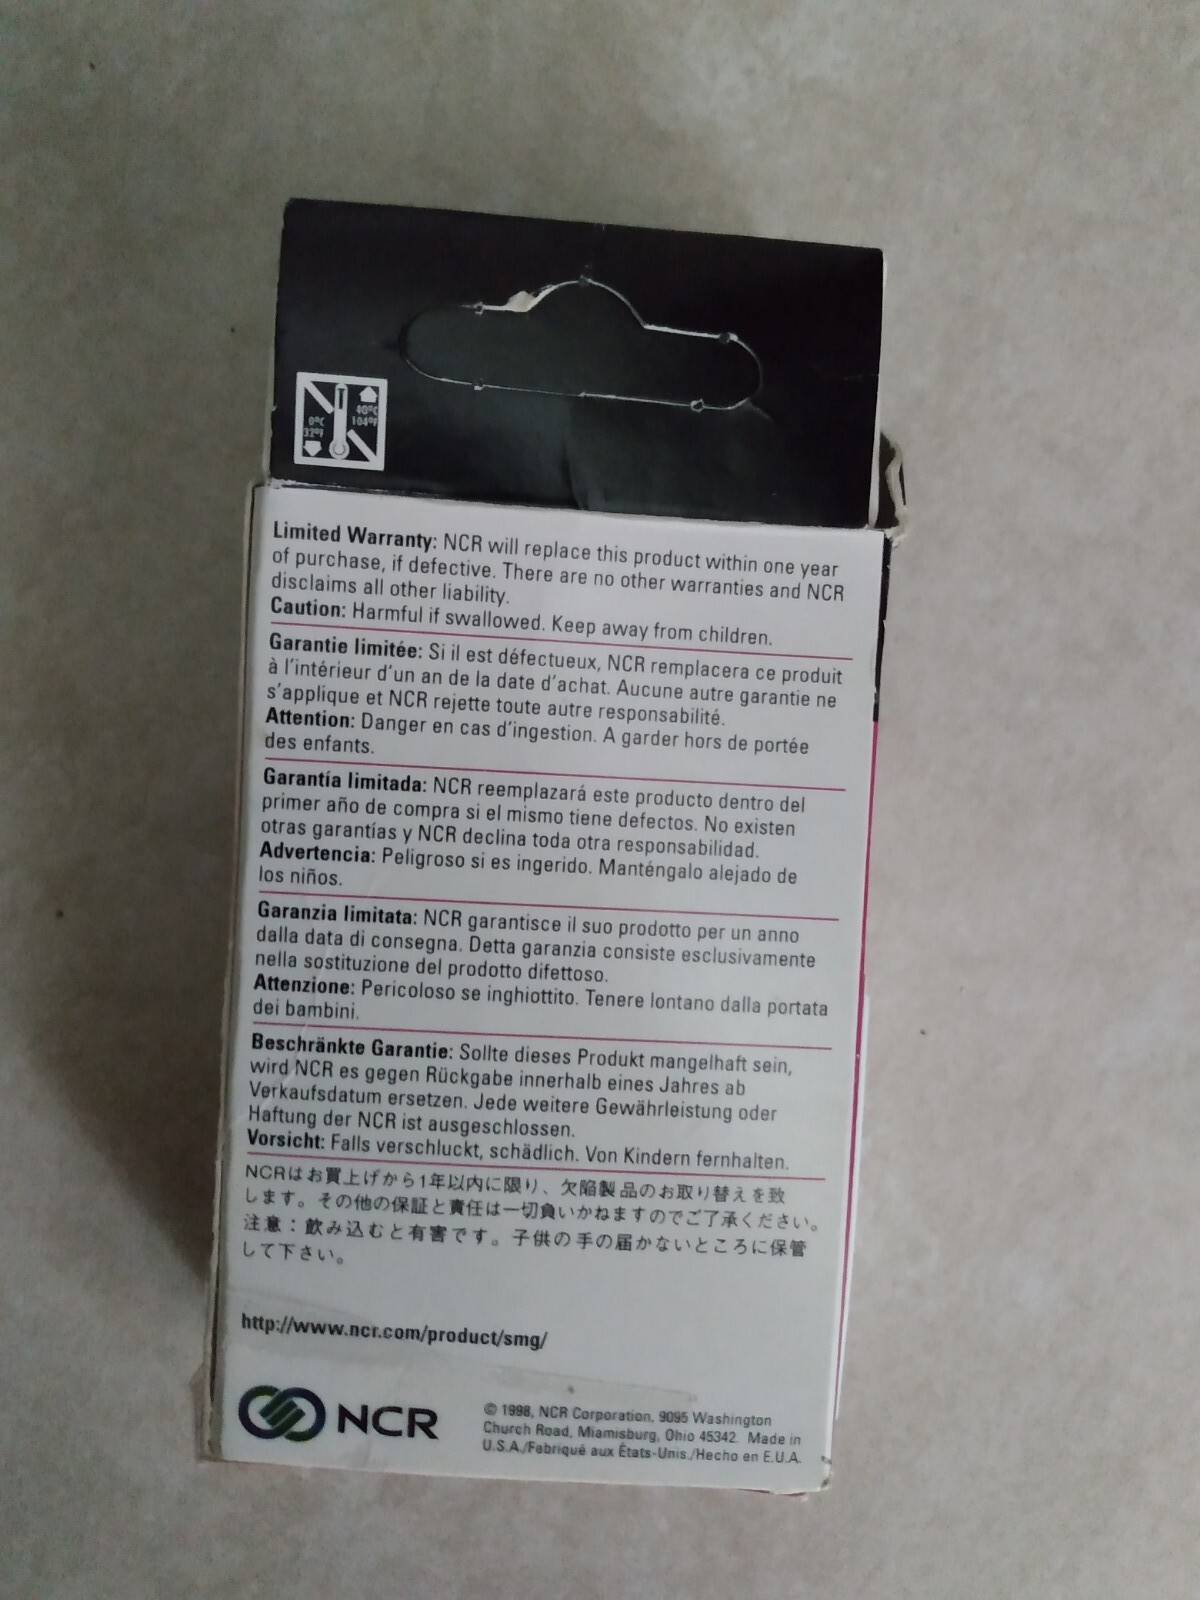 40°C
104°F
0°C
32°F
Limited Warranty: NCR will replace this product within one year
of purchase, if defective. There are no other warranties and NCR
disclaims all other liability.
Caution: Harmful if swallowed. Keep away from children.
Garantie limitée: Si il est défectueux, NCR remplacera ce produit
à l'intérieur d'un an de la date d'achat. Aucune autre garantie ne
s'applique et NCR rejette toute autre responsabilité.
Attention: Danger en cas d'ingestion. A garder hors de portée
des enfants.
Garantía limitada: NCR reemplazará este producto dentro del
primer año de compra si el mismo tiene defectos. No existen
otras garantías y NCR declina toda otra responsabilidad.
Advertencia: Peligroso si es ingerido. Manténgalo alejado de
los niños.
Garanzia limitata: NCR garantisce il suo prodotto per un anno
dalla data di consegna. Detta garanzia consiste esclusivamente
nella sostituzione del prodotto difettoso.
Attenzione: Pericoloso se inghiottito. Tenere lontano dalla portata
dei bambini.
Beschränkte Garantie: Sollte dieses Produkt mangelhaft sein,
wird NCR es gegen Rückgabe innerhalb eines Jahres ab
Verkaufsdatum ersetzen. Jede weitere Gewährleistung oder
Haftung der NCR ist ausgeschlossen.
Vorsicht: Falls verschluckt, schädlich. Von Kindern fernhalten.
NCRはお買上げから1年以内に限り、欠陥製品のお取り替えを致
します。その他の保証と責任は一切負いかねますのでご了承ください。
注意：飲み込むと有害です。子供の手の届かないところに保管
して下さい。
http://www.ncr.com/product/smg/
NCR
© 1998, NCR Corporation, 9095 Washington
Church Road, Miamisburg, Ohio 45342. Made in
U.S.A./Fabriqué aux États-Unis./Hecho en E.U.A.